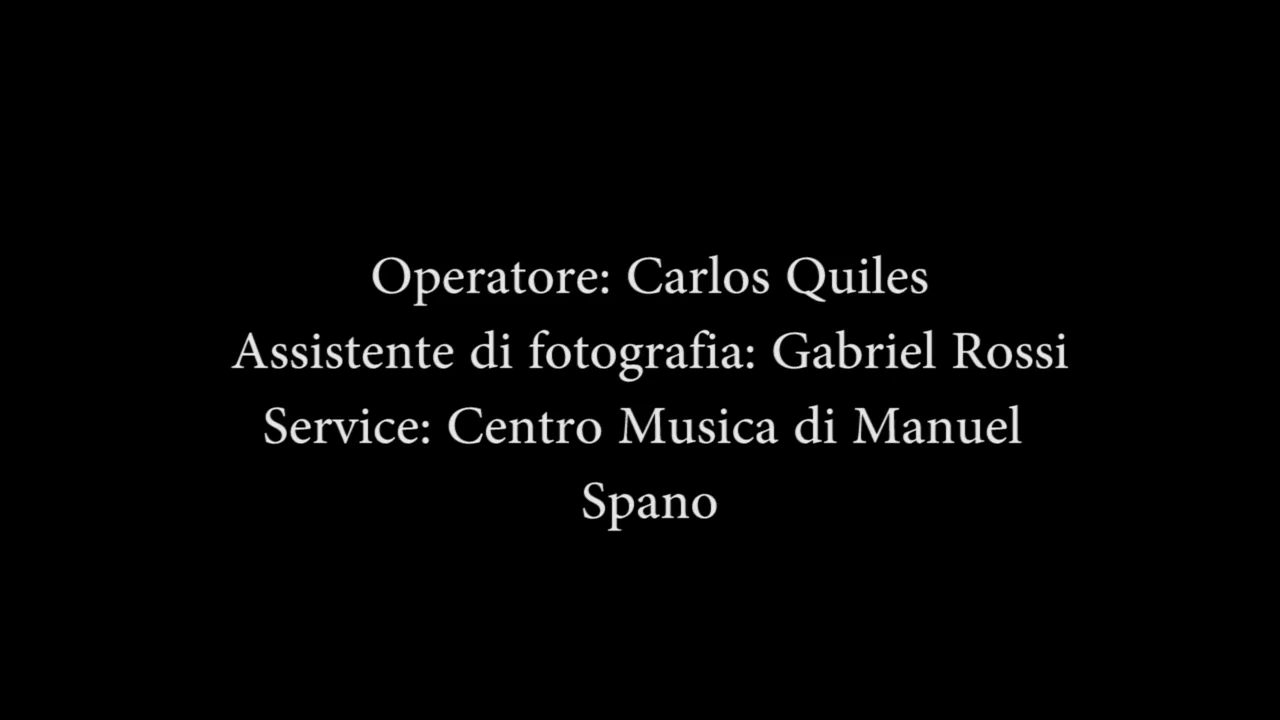 Operatore: Carlos Quiles
Assistente di fotografia: Gabriel Rossi
Service: Centro Musica di Manuel
Spano